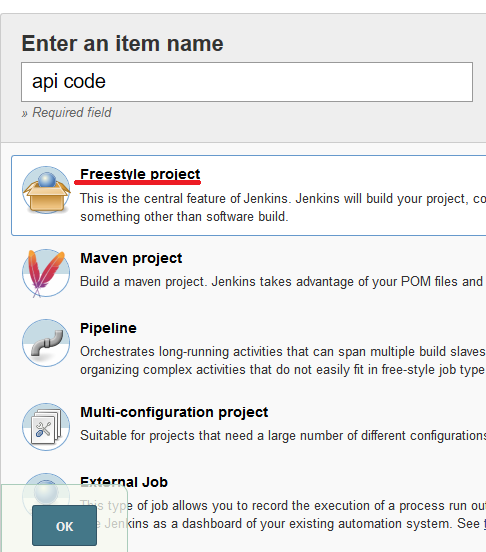 Enter an item name
api code
» Required field
Freestyle project
This is the central feature of Jenkins. Jenkins will build your project, co
something other than software build.
Maven project
Build a maven project. Jenkins takes advantage of your POM files and
Pipeline
Orchestrates long-running activities that can span multiple build slaves
organizing complex activities that do not easily fit in free-style job type
Multi-configuration project
Suitable for projects that need a large number of different configurations
External Job
This type of job allows you to record the execution of a process run out
Jenkins as a dashboard of your existing automation system. See
OK